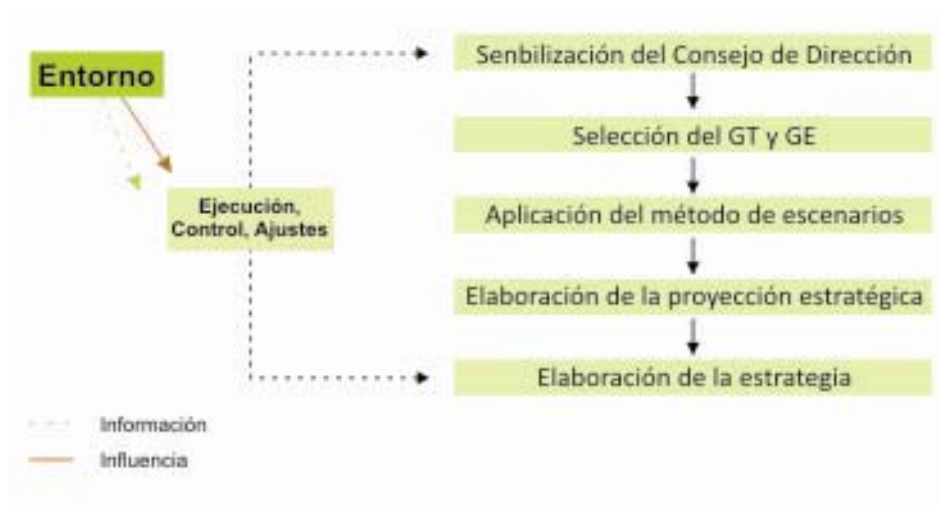 Entorno
Ejecución,
Control, Ajustes
Senbilización del Consejo de Dirección
Selección del GT y GE
Aplicación del método de escenarios
Elaboración de la proyección estratégica
Elaboración de la estrategia
Información
Influencia